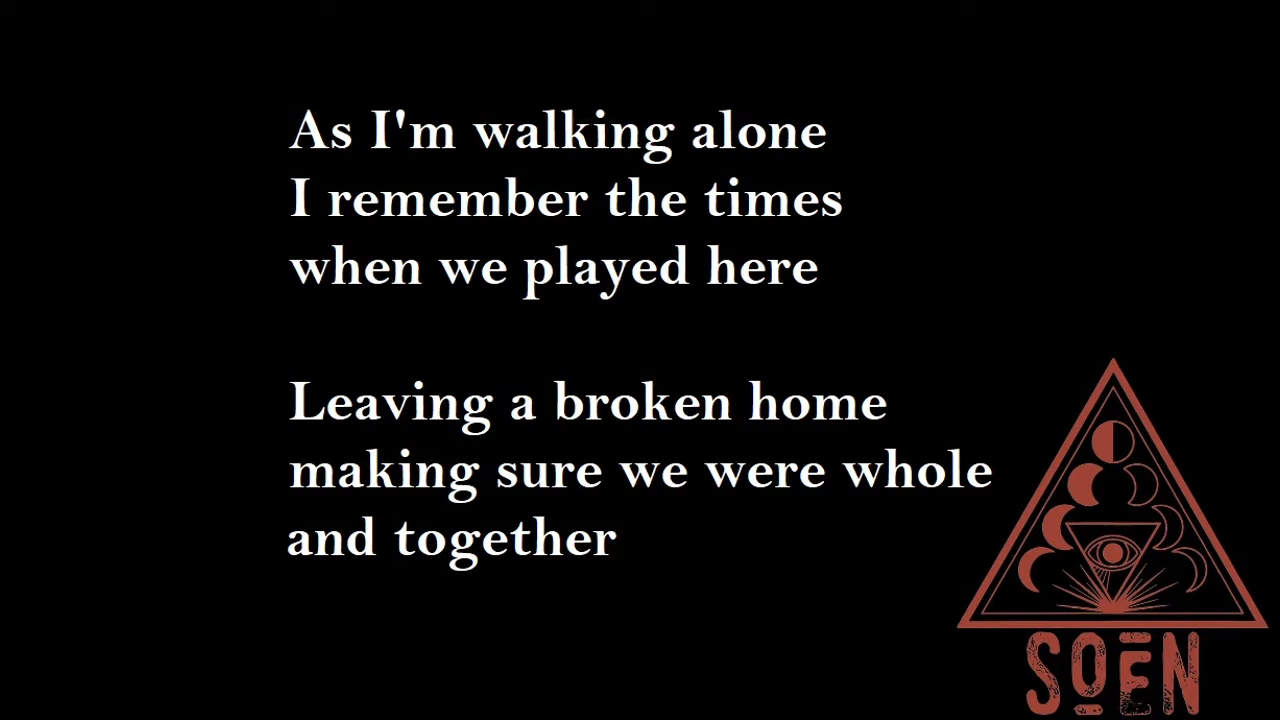 As I'm walking alone
I remember the times
when we played here
Leaving a broken home
making sure we were whole
and together
SOEN